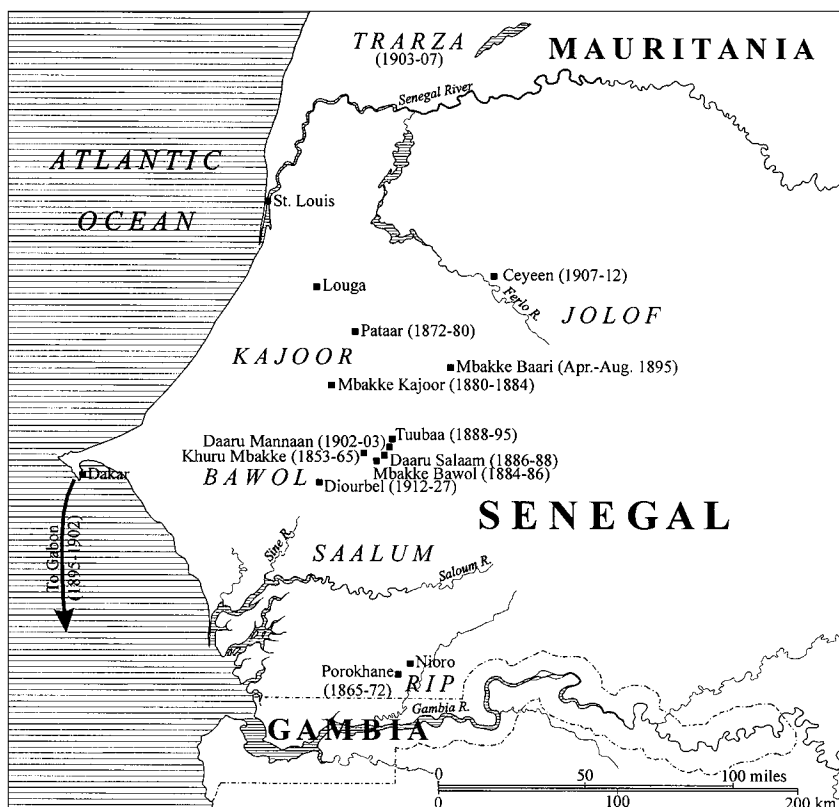 TRARZA
(1903-07)
MAURITANIA
Senegal River
ATLANTIC
OCEAN
St. Louis
Ceyeen (1907-12)
Louga
Ferlo R.
JOLOF
Pataar (1872-80)
KAJOOR
Mbakke Baari (Apr.-Aug. 1895)
Mbakke Kajoor (1880-1884)
Tuubaa (1888-95)
Daaru Mannaan (1902-03)
Khuru Mbakke (1853-65)
Daaru Salaam (1886-88)
Mbakke Bawol (1884-86)
BAWOL
Dakar
Diourbel (1912-27)
SENEGAL
To Gabon
(1895-1902)
Sine R.
SAALUM
Saloum R.
Nioro
Porokhane
(1865-72)
RIP
Gambia R.
GAMBIA
0 50 100 miles
0 100 200 km